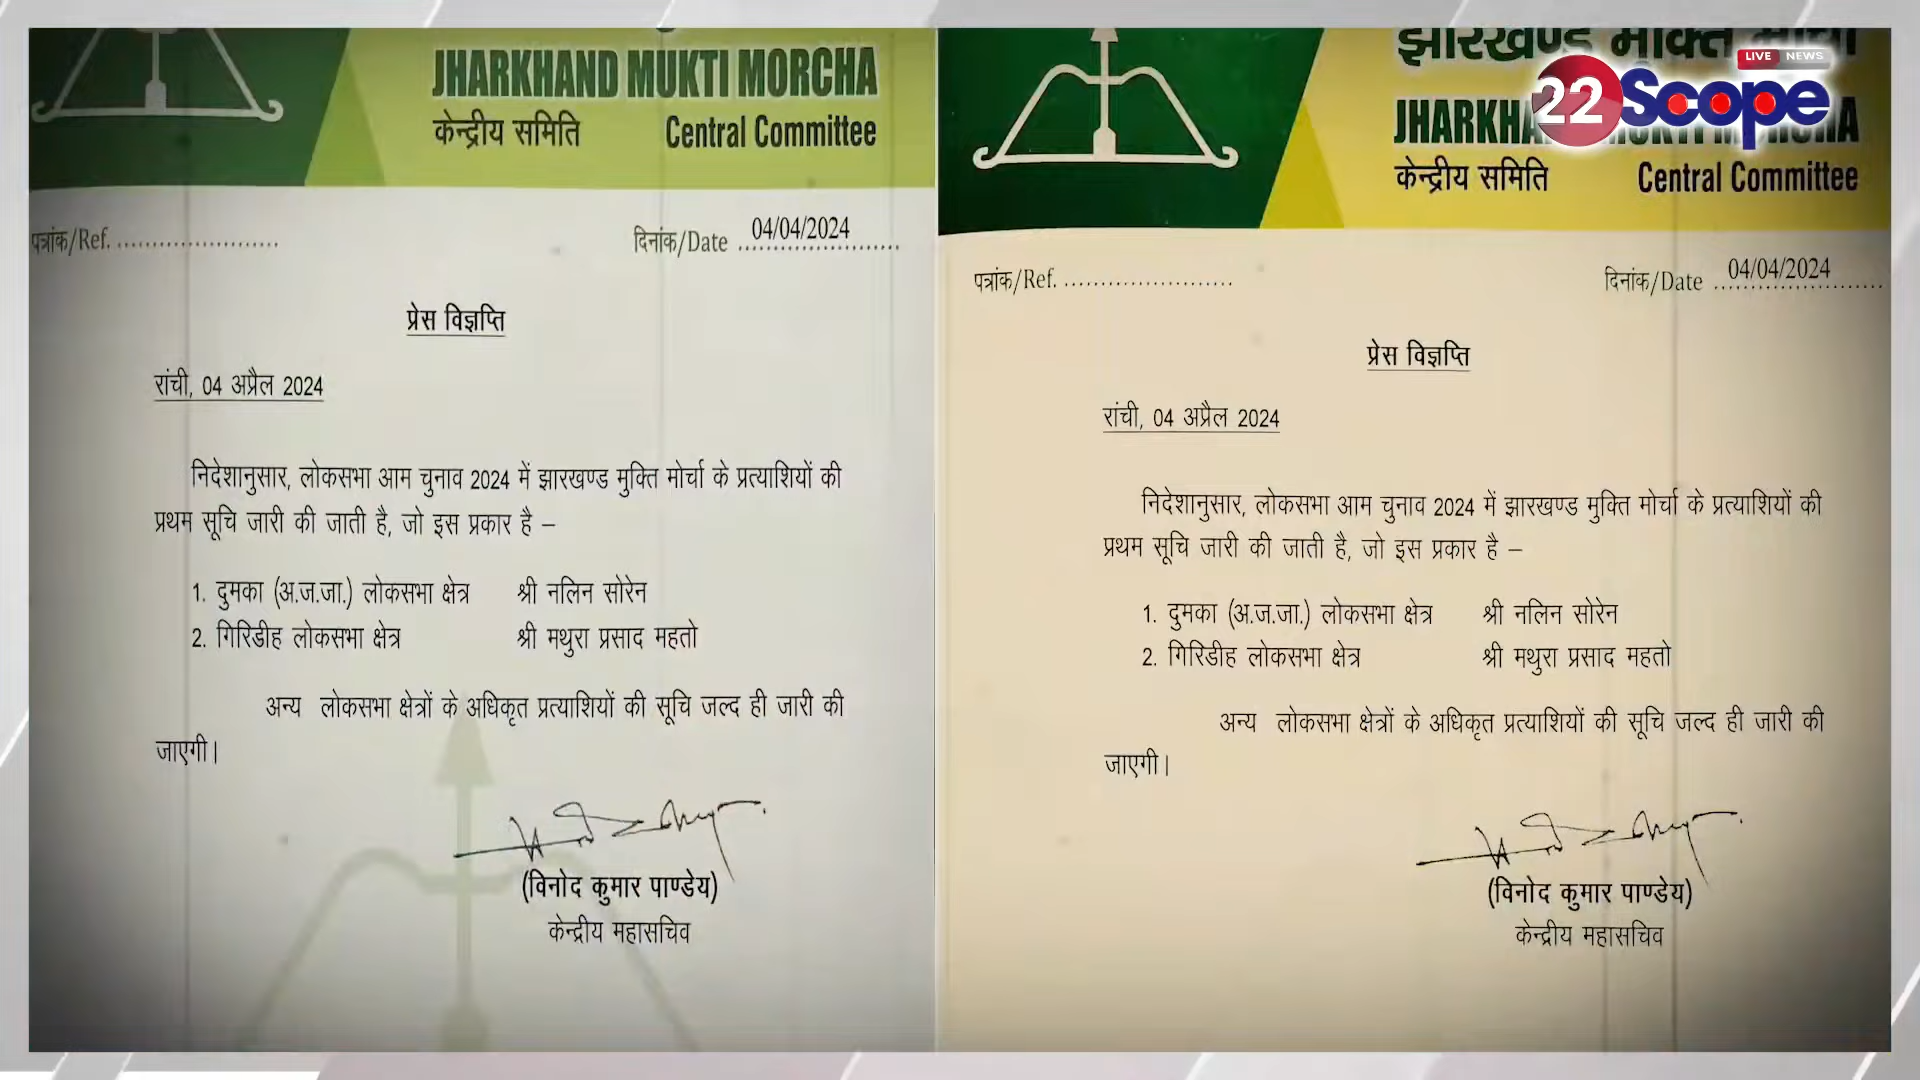 JHARKHAND MUKTI MORCHA
केन्द्रीय समिति Central Committee
पत्रांक/Ref. ...................... दिनांक/Date 04/04/2024
प्रेस विज्ञप्ति
रांची, 04 अप्रैल 2024
निदेशानुसार, लोकसभा आम चुनाव 2024 में झारखण्ड मुक्ति मोर्चा के प्रत्याशियों की
प्रथम सूचि जारी की जाती है, जो इस प्रकार है –
1. दुमका (अ.ज.जा.) लोकसभा क्षेत्र श्री नलिन सोरेन
2. गिरिडीह लोकसभा क्षेत्र श्री मथुरा प्रसाद महतो
अन्य लोकसभा क्षेत्रों के अधिकृत प्रत्याशियों की सूचि जल्द ही जारी की
जाएगी।
(विनोद कुमार पाण्डेय)
केन्द्रीय महासचिव
झारखण्ड मुक्ति मोर्चा
LIVE NEWS
22Scope
JHARKHAND MUKTI MORCHA
केन्द्रीय समिति Central Committee
पत्रांक/Ref. ...................... दिनांक/Date 04/04/2024
प्रेस विज्ञप्ति
रांची, 04 अप्रैल 2024
निदेशानुसार, लोकसभा आम चुनाव 2024 में झारखण्ड मुक्ति मोर्चा के प्रत्याशियों की
प्रथम सूचि जारी की जाती है, जो इस प्रकार है –
1. दुमका (अ.ज.जा.) लोकसभा क्षेत्र श्री नलिन सोरेन
2. गिरिडीह लोकसभा क्षेत्र श्री मथुरा प्रसाद महतो
अन्य लोकसभा क्षेत्रों के अधिकृत प्रत्याशियों की सूचि जल्द ही जारी की
जाएगी।
(विनोद कुमार पाण्डेय)
केन्द्रीय महासचिव